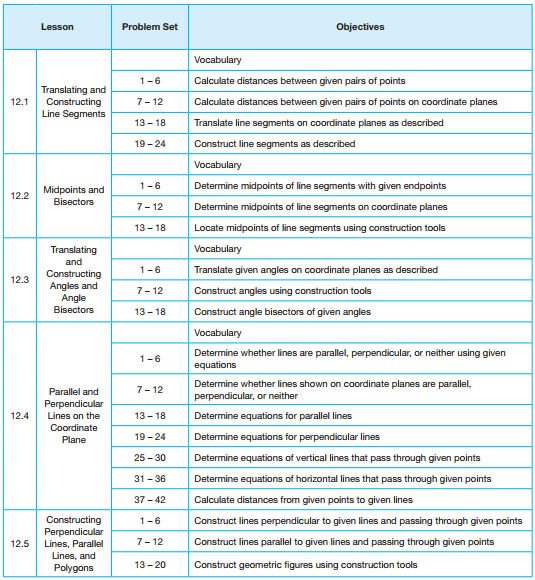 Lesson Problem Set Objectives
12.1 Translating and Constructing Line Segments
Vocabulary
1 – 6 Calculate distances between given pairs of points
7 – 12 Calculate distances between given pairs of points on coordinate planes
13 – 18 Translate line segments on coordinate planes as described
19 – 24 Construct line segments as described
12.2 Midpoints and Bisectors
Vocabulary
1 – 6 Determine midpoints of line segments with given endpoints
7 – 12 Determine midpoints of line segments on coordinate planes
13 – 18 Locate midpoints of line segments using construction tools
12.3 Translating and Constructing Angles and Angle Bisectors
Vocabulary
1 – 6 Translate given angles on coordinate planes as described
7 – 12 Construct angles using construction tools
13 – 18 Construct angle bisectors of given angles
12.4 Parallel and Perpendicular Lines on the Coordinate Plane
Vocabulary
1 – 6 Determine whether lines are parallel, perpendicular, or neither using given
equations
7 – 12 Determine whether lines shown on coordinate planes are parallel,
perpendicular, or neither
13 – 18 Determine equations for parallel lines
19 – 24 Determine equations for perpendicular lines
25 – 30 Determine equations of vertical lines that pass through given points
31 – 36 Determine equations of horizontal lines that pass through given points
37 – 42 Calculate distances from given points to given lines
12.5 Constructing Perpendicular Lines, Parallel Lines, and Polygons
1 – 6 Construct lines perpendicular to given lines and passing through given points
7 – 12 Construct lines parallel to given lines and passing through given points
13 – 20 Construct geometric figures using construction tools